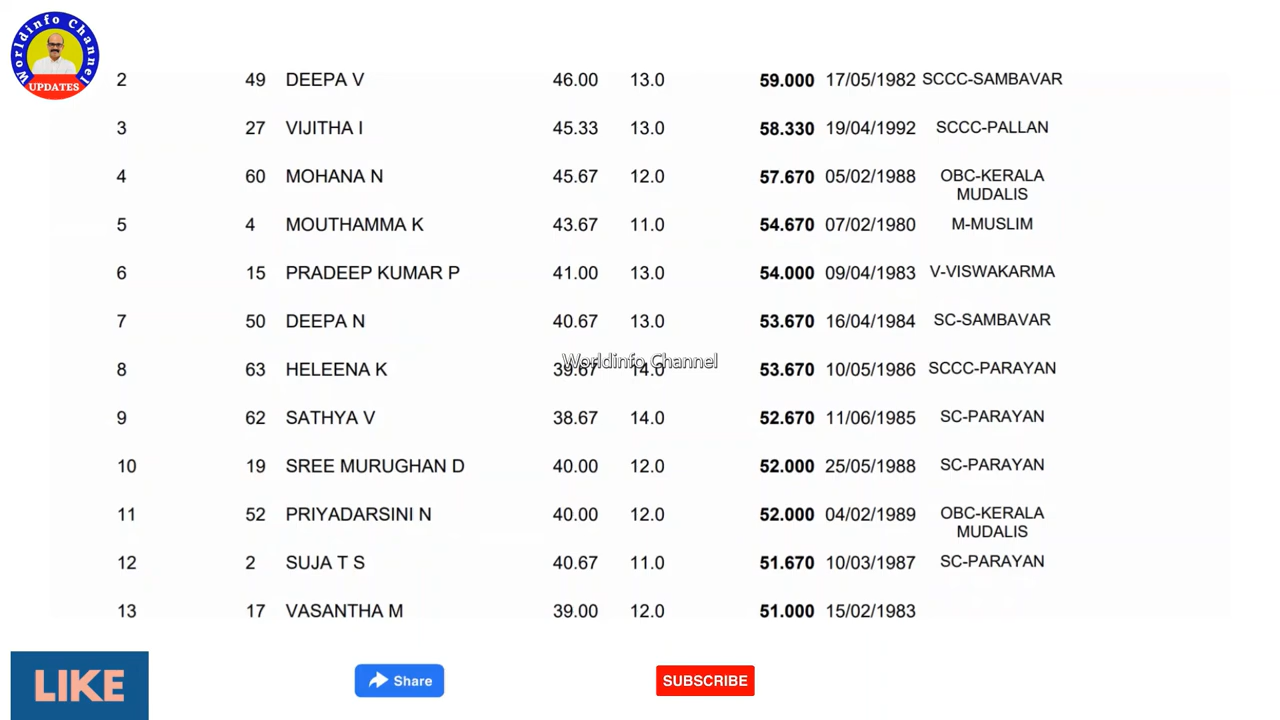 Worldinfo Channel
UPDATES
2 49 DEEPA V 46.00 13.0 59.000 17/05/1982 SCCC-SAMBAVAR
3 27 VIJITHA I 45.33 13.0 58.330 19/04/1992 SCCC-PALLAN
4 60 MOHANA N 45.67 12.0 57.670 05/02/1988 OBC-KERALA
MUDALIS
5 4 MOUTHAMMA K 43.67 11.0 54.670 07/02/1980 M-MUSLIM
6 15 PRADEEP KUMAR P 41.00 13.0 54.000 09/04/1983 V-VISWAKARMA
7 50 DEEPA N 40.67 13.0 53.670 16/04/1984 SC-SAMBAVAR
Worldinfo Channel
8 63 HELEENA K 39.67 14.0 53.670 10/05/1986 SCCC-PARAYAN
9 62 SATHYA V 38.67 14.0 52.670 11/06/1985 SC-PARAYAN
10 19 SREE MURUGHAN D 40.00 12.0 52.000 25/05/1988 SC-PARAYAN
11 52 PRIYADARSINI N 40.00 12.0 52.000 04/02/1989 OBC-KERALA
MUDALIS
12 2 SUJA T S 40.67 11.0 51.670 10/03/1987 SC-PARAYAN
13 17 VASANTHA M 39.00 12.0 51.000 15/02/1983
LIKE Share SUBSCRIBE